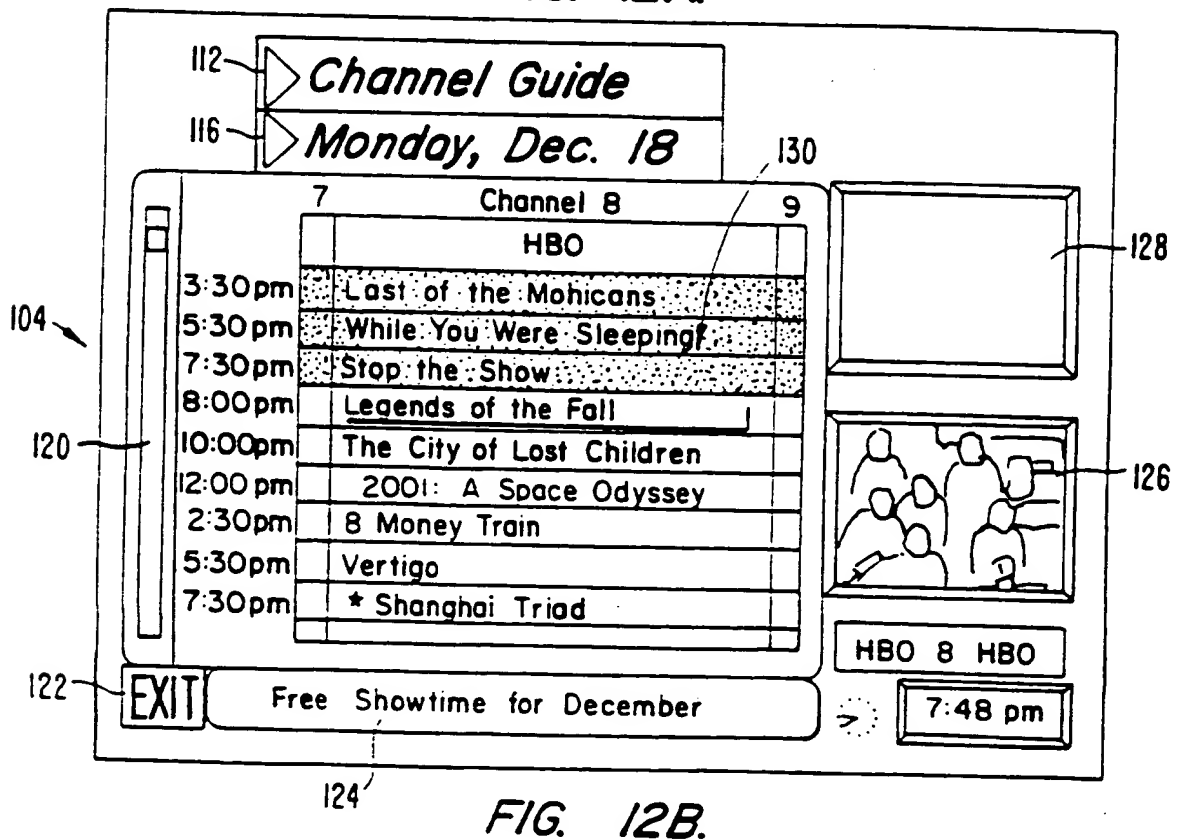 112
Channel Guide
116
Monday, Dec. 18
130
7 Channel 8 9
HBO
128
3:30pm Last of the Mohicans
104
5:30pm While You Were Sleeping
7:30pm Stop the Show
8:00pm Legends of the Fall
120
10:00pm The City of Lost Children
126
12:00 pm 2001: A Space Odyssey
2:30pm 8 Money Train
5:30pm Vertigo
7:30pm * Shanghai Triad
HBO 8 HBO
122
EXIT
Free Showtime for December
7:48 pm
124
FIG. 12B.